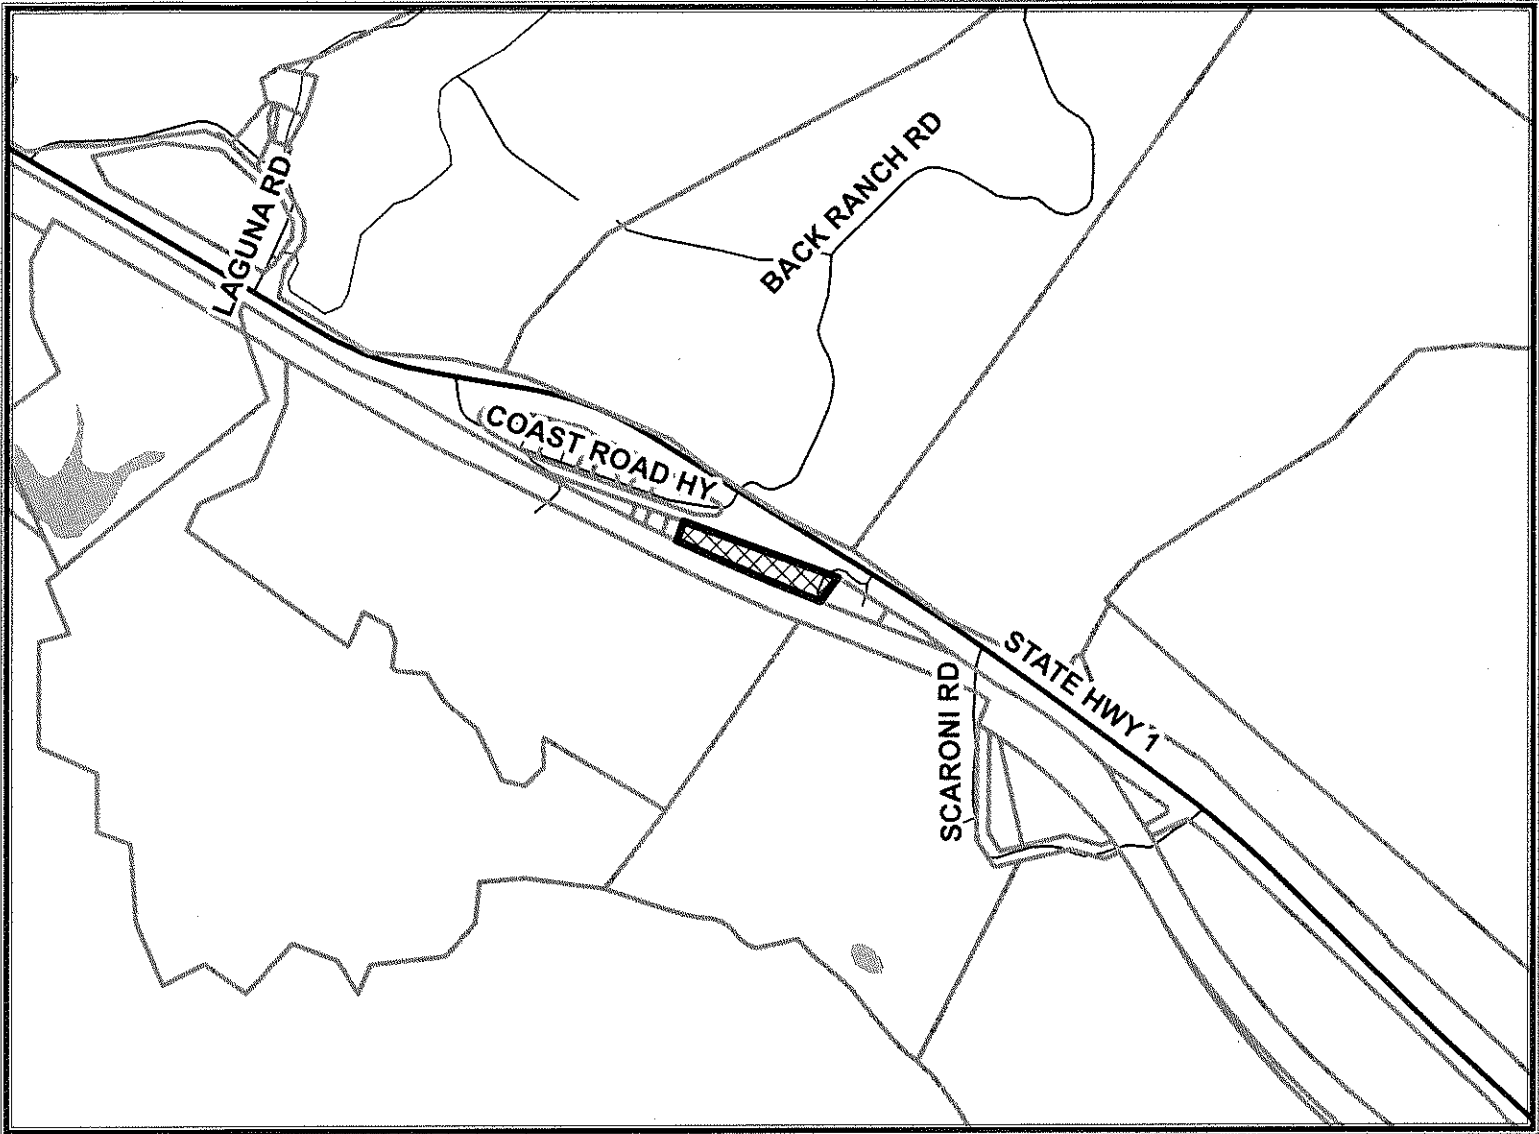 BACK RANCH RD
LAGUNA RD
COAST ROAD HY
STATE HWY 1
SCARONI RD